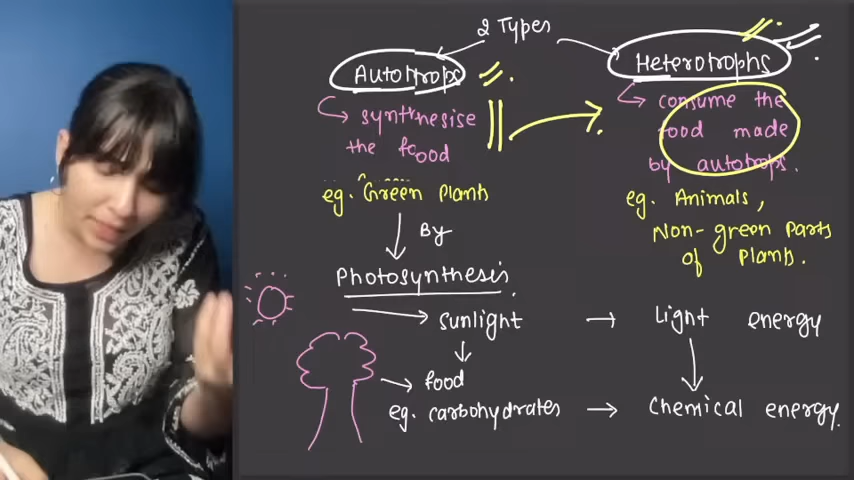 2 Types
Autotrops
Heterotrophs
synthesise
the food
eg. Green Plants
By
Photosynthesis
consume the
food made
by autotrops.
eg. Animals,
Non-green Parts
of Plants.
sunlight → Light energy
food
eg. carbohydrates → chemical energy.